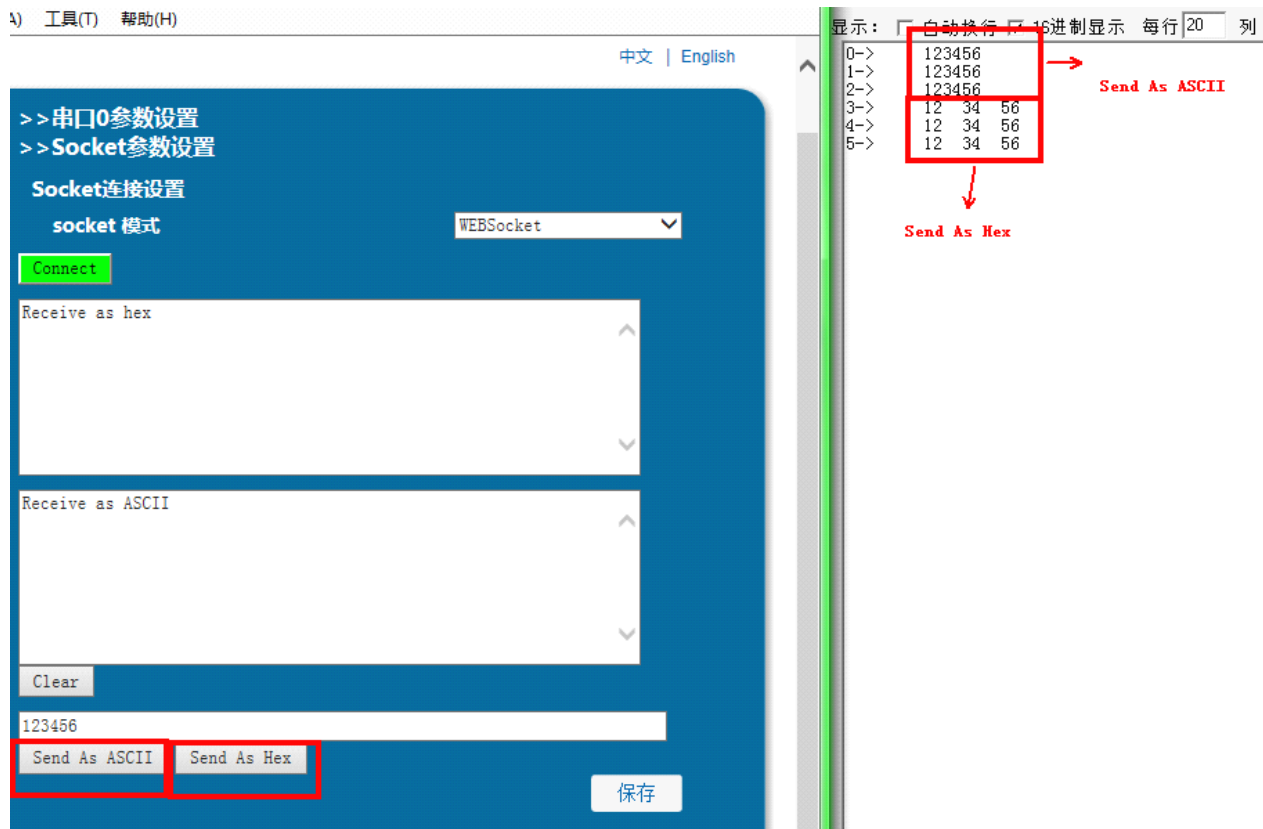 A) 工具(T) 帮助(H)
中文 | English
>>串口0参数设置
>>Socket参数设置
Socket连接设置
socket 模式 WEBSocket
Connect
Receive as hex
Receive as ASCII
Clear
123456
Send As ASCII Send As Hex
保存
显示: 自动换行 16进制显示 每行 20 列
0-> 123456
1-> 123456
2-> 123456
3-> 12 34 56
4-> 12 34 56
5-> 12 34 56
Send As ASCII
Send As Hex